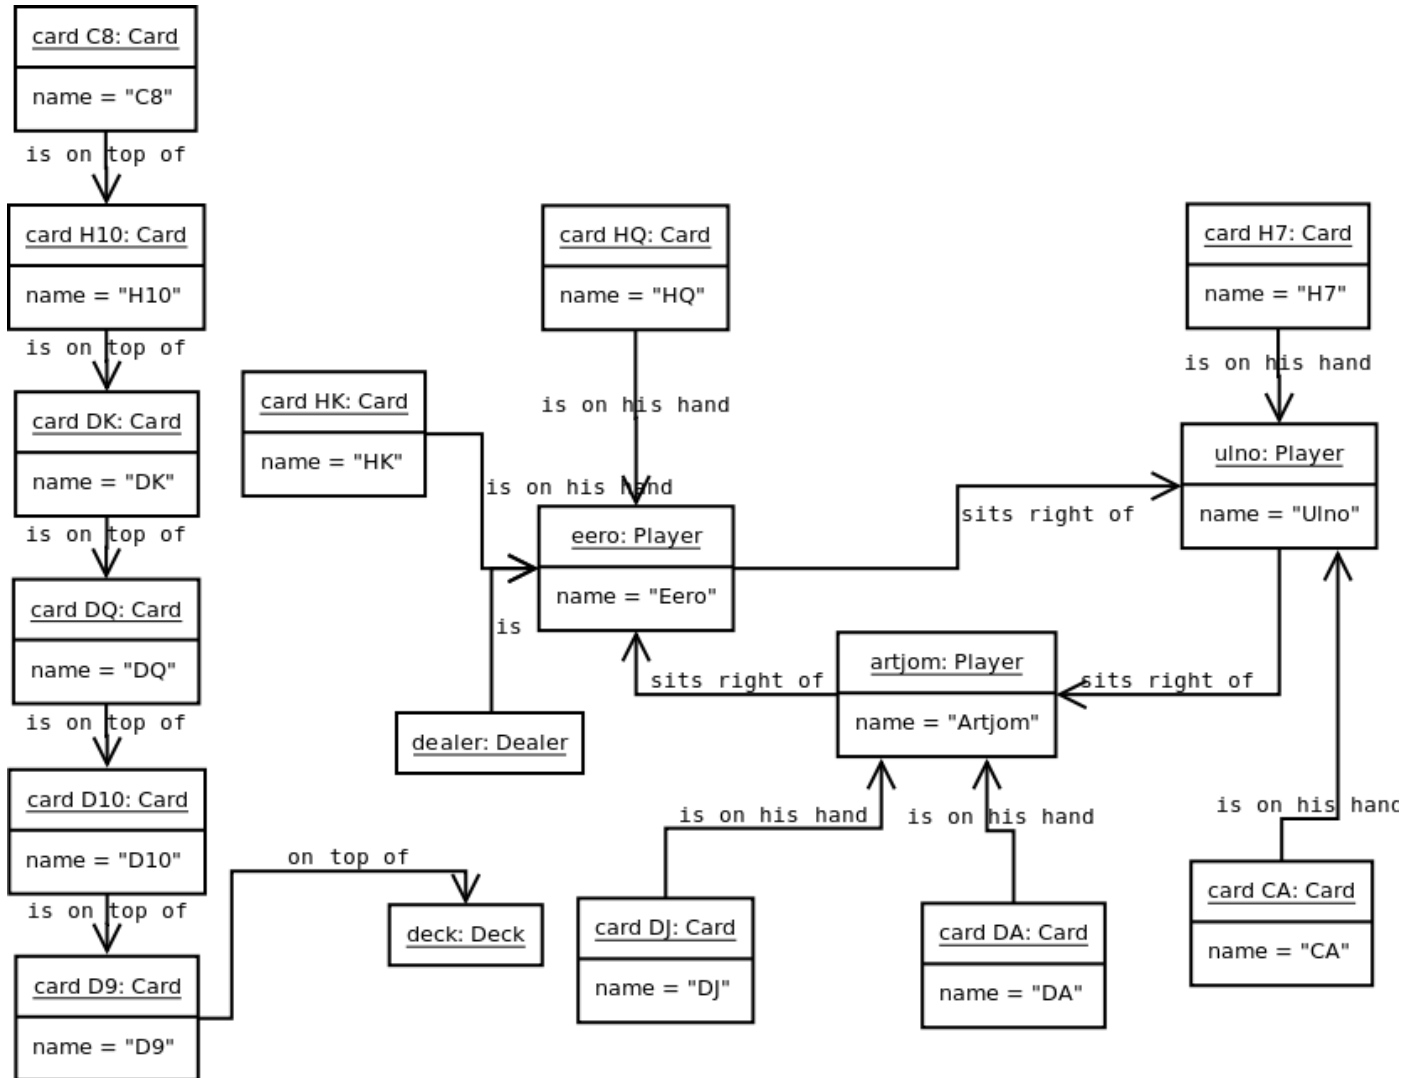 card C8: Card
name = "C8"
is on top of
card H10: Card
name = "H10"
is on top of
card DK: Card
name = "DK"
is on top of
card DQ: Card
name = "DQ"
is on top of
card D10: Card
name = "D10"
is on top of
card D9: Card
name = "D9"
on top of
deck: Deck
card HK: Card
name = "HK"
is on his hand
card HQ: Card
name = "HQ"
is on his hand
eero: Player
name = "Eero"
is
dealer: Dealer
sits right of
card H7: Card
name = "H7"
is on his hand
ulno: Player
name = "Ulno"
sits right of
artjom: Player
name = "Artjom"
sits right of
is on his hand
card DJ: Card
name = "DJ"
is on his hand
card DA: Card
name = "DA"
is on his hand
card CA: Card
name = "CA"